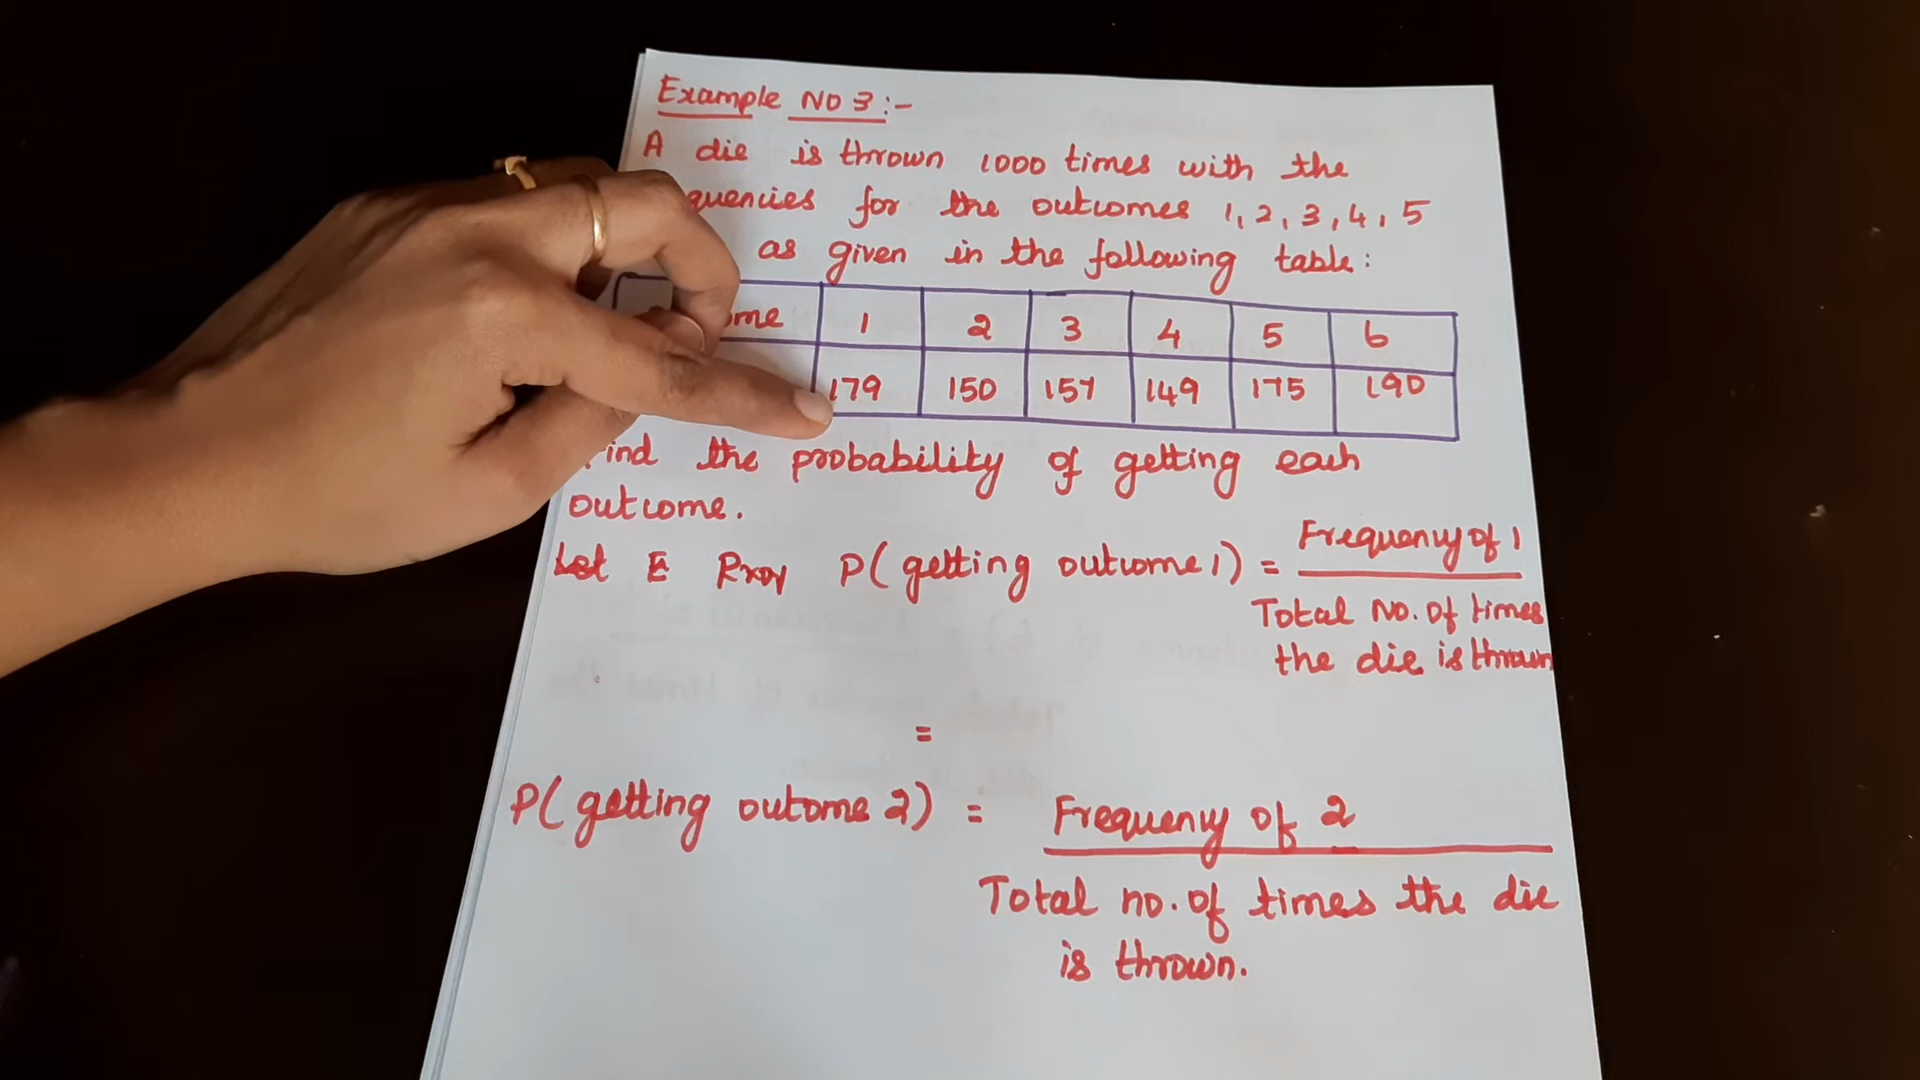 Example NO 3:-
A die is thrown 1000 times with the
quencies for the outcomes 1, 2, 3, 4, 5
as given in the following table:
ome 1 2 3 4 5 6
179 150 157 149 175 190
ind the probability of getting each
outcome.
Let E P(getting outcome 1) = Frequency of 1
Total No. of times
the die is thrown
=
P(getting outome 2) = Frequency of 2
Total no. of times the die
is thrown.